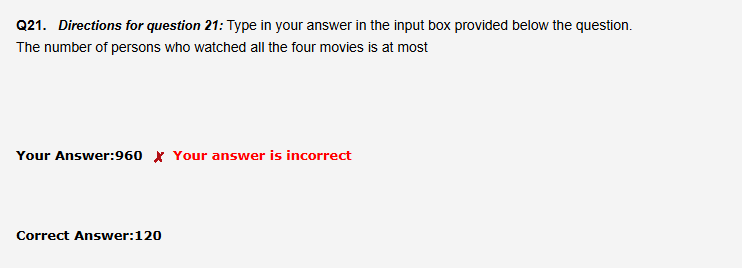 Q21. Directions for question 21: Type in your answer in the input box provided below the question.
The number of persons who watched all the four movies is at most
Your Answer:960 ✗ Your answer is incorrect
Correct Answer:120